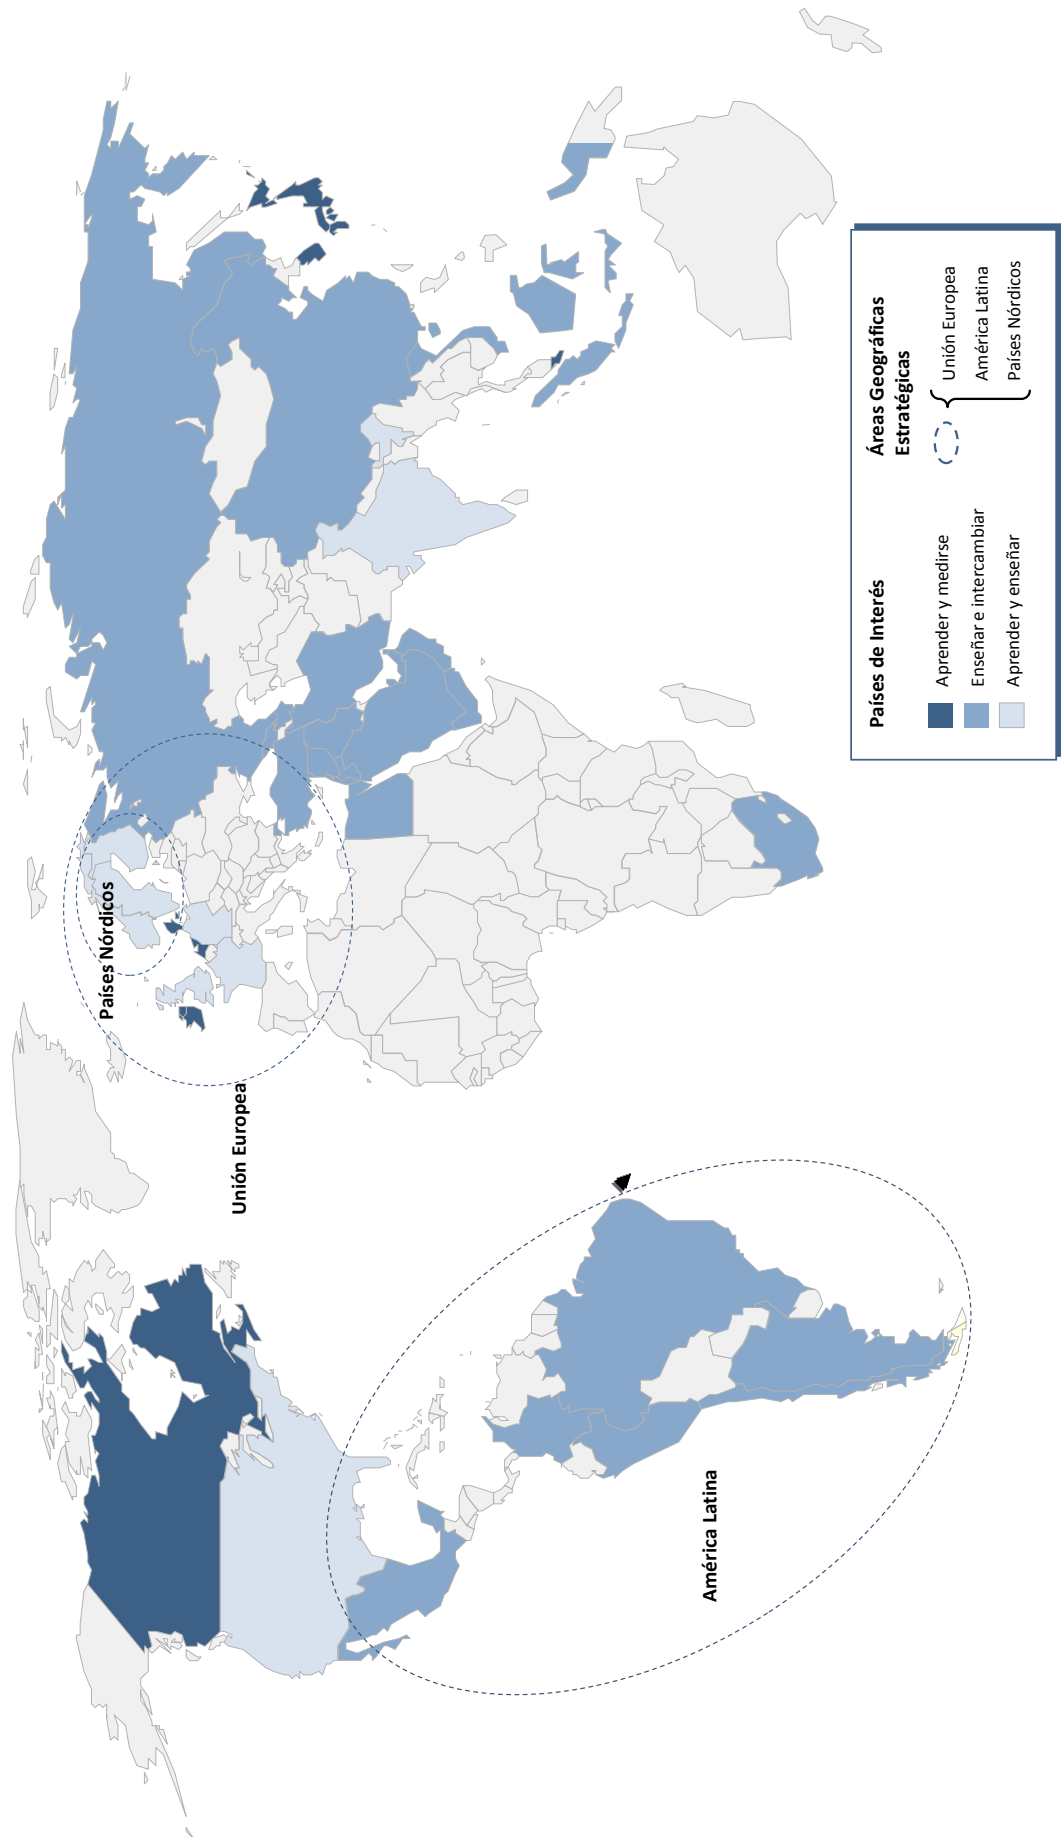 Países Nórdicos
Unión Europea
América Latina
Países de Interés
Aprender y medirse
Enseñar e intercambiar
Aprender y enseñar
Áreas Geográficas
Estratégicas
Unión Europea
América Latina
Países Nórdicos